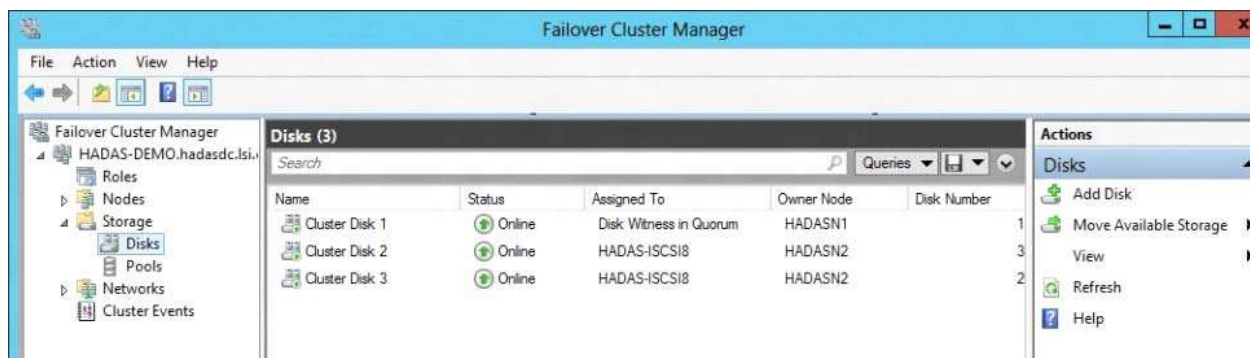 Failover Cluster Manager
File Action View Help
Failover Cluster Manager
HADAS-DEMO.hadasdc.lsi.
Roles
Nodes
Storage
Disks
Pools
Networks
Cluster Events
Disks (3)
Search Queries
Name Status Assigned To Owner Node Disk Number
Cluster Disk 1 Online Disk Witness in Quorum HADASN1 1
Cluster Disk 2 Online HADAS-ISCSI8 HADASN2 3
Cluster Disk 3 Online HADAS-ISCSI8 HADASN2 2
Actions
Disks
Add Disk
Move Available Storage
View
Refresh
Help